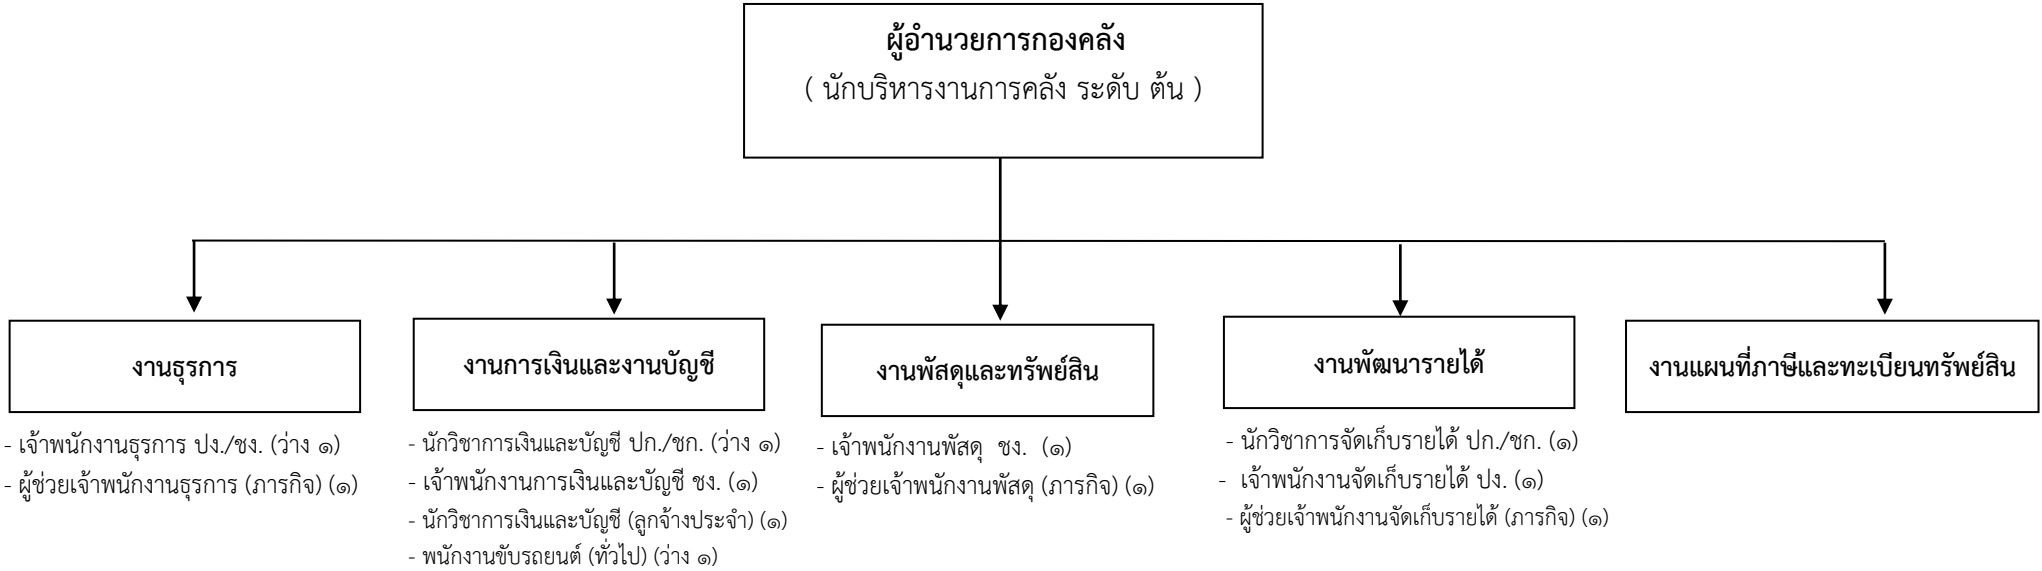 ผู้อำนวยการกองคลัง
( นักบริหารงานการคลัง ระดับ ต้น )
งานธุรการ
- เจ้าพนักงานธุรการ ปง./ชง. (ว่าง ๑)
- ผู้ช่วยเจ้าพนักงานธุรการ (ภารกิจ) (๑)
งานการเงินและงานบัญชี
- นักวิชาการเงินและบัญชี ปก./ชก. (ว่าง ๑)
- เจ้าพนักงานการเงินและบัญชี ชง. (๑)
- นักวิชาการเงินและบัญชี (ลูกจ้างประจำ) (๑)
- พนักงานขับรถยนต์ (ทั่วไป) (ว่าง ๑)
งานพัสดุและทรัพย์สิน
- เจ้าพนักงานพัสดุ ชง. (๑)
- ผู้ช่วยเจ้าพนักงานพัสดุ (ภารกิจ) (๑)
งานพัฒนารายได้
- นักวิชาการจัดเก็บรายได้ ปก./ชก. (๑)
- เจ้าพนักงานจัดเก็บรายได้ ปง. (๑)
- ผู้ช่วยเจ้าพนักงานจัดเก็บรายได้ (ภารกิจ) (๑)
งานแผนที่ภาษีและทะเบียนทรัพย์สิน